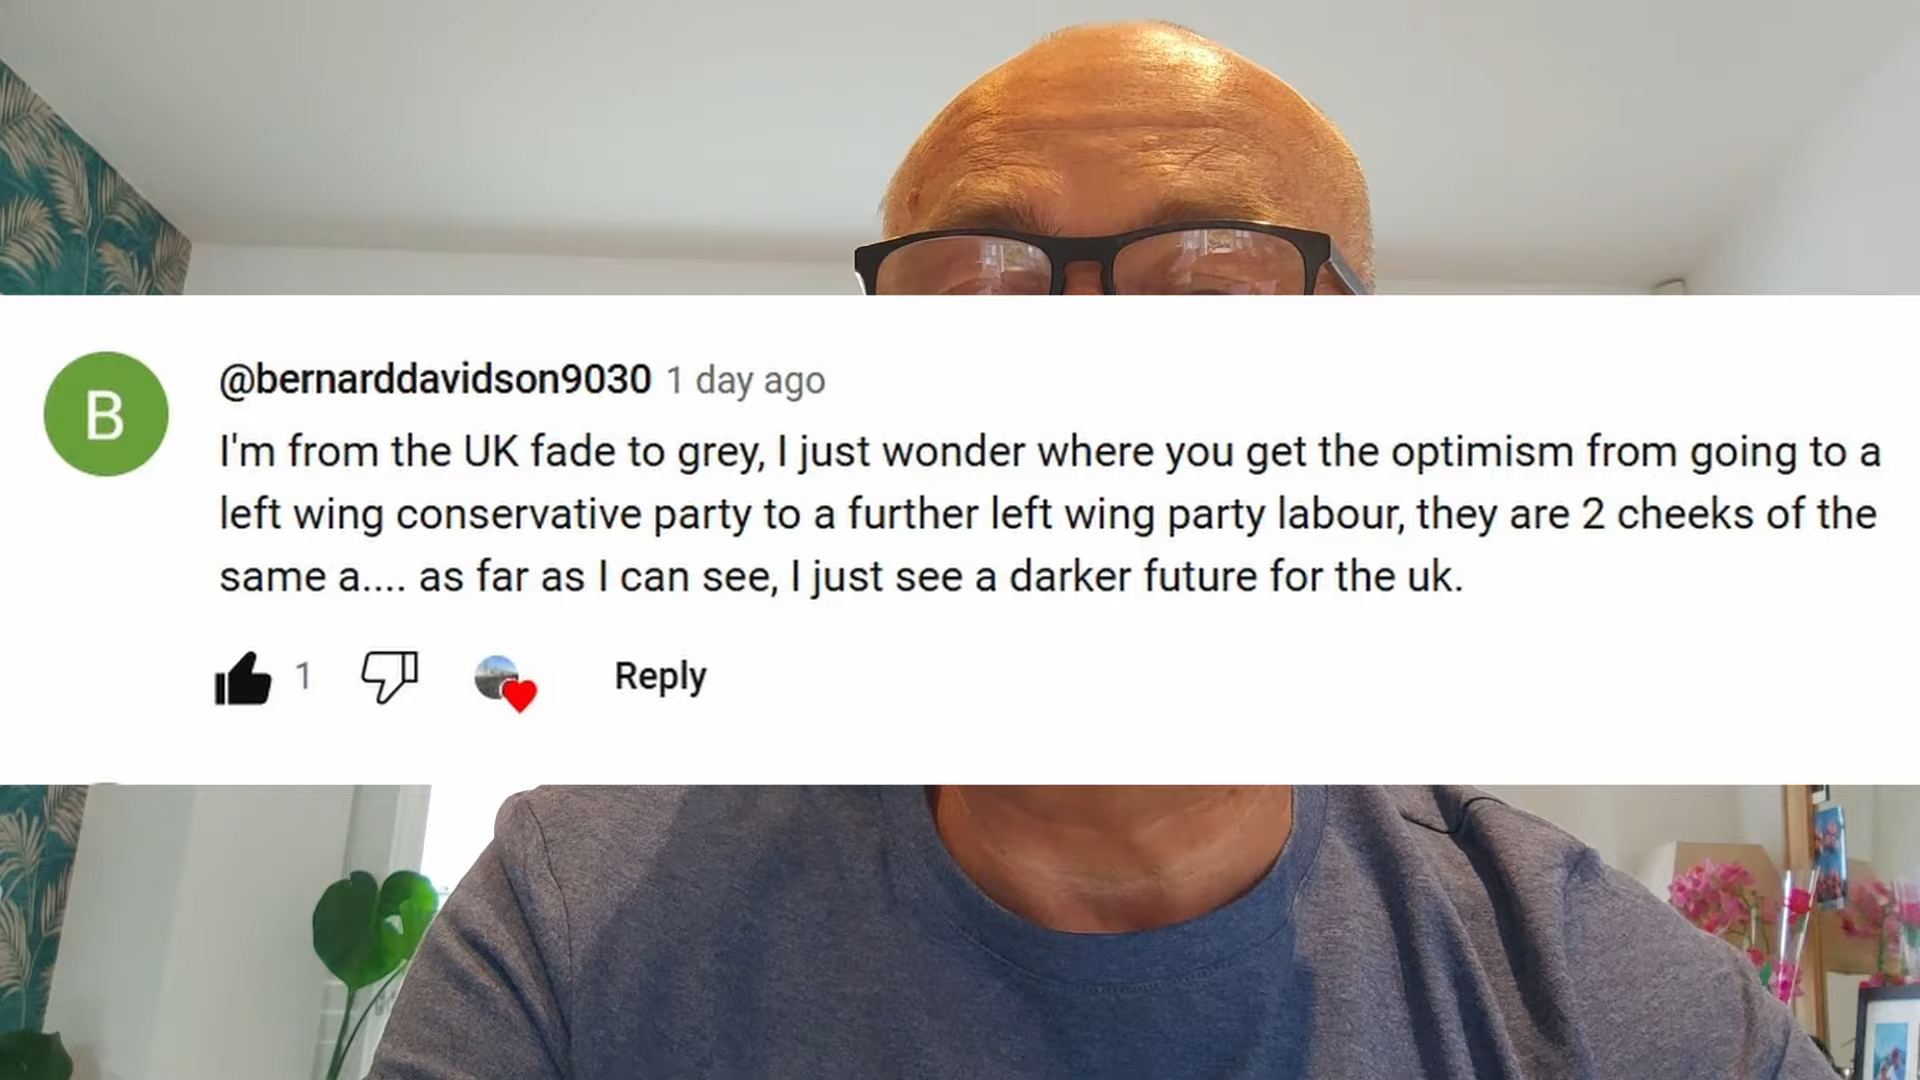 B
@bernarddavidson9030 1 day ago
I'm from the UK fade to grey, I just wonder where you get the optimism from going to a
left wing conservative party to a further left wing party labour, they are 2 cheeks of the
same a.... as far as I can see, I just see a darker future for the uk.
1 Reply